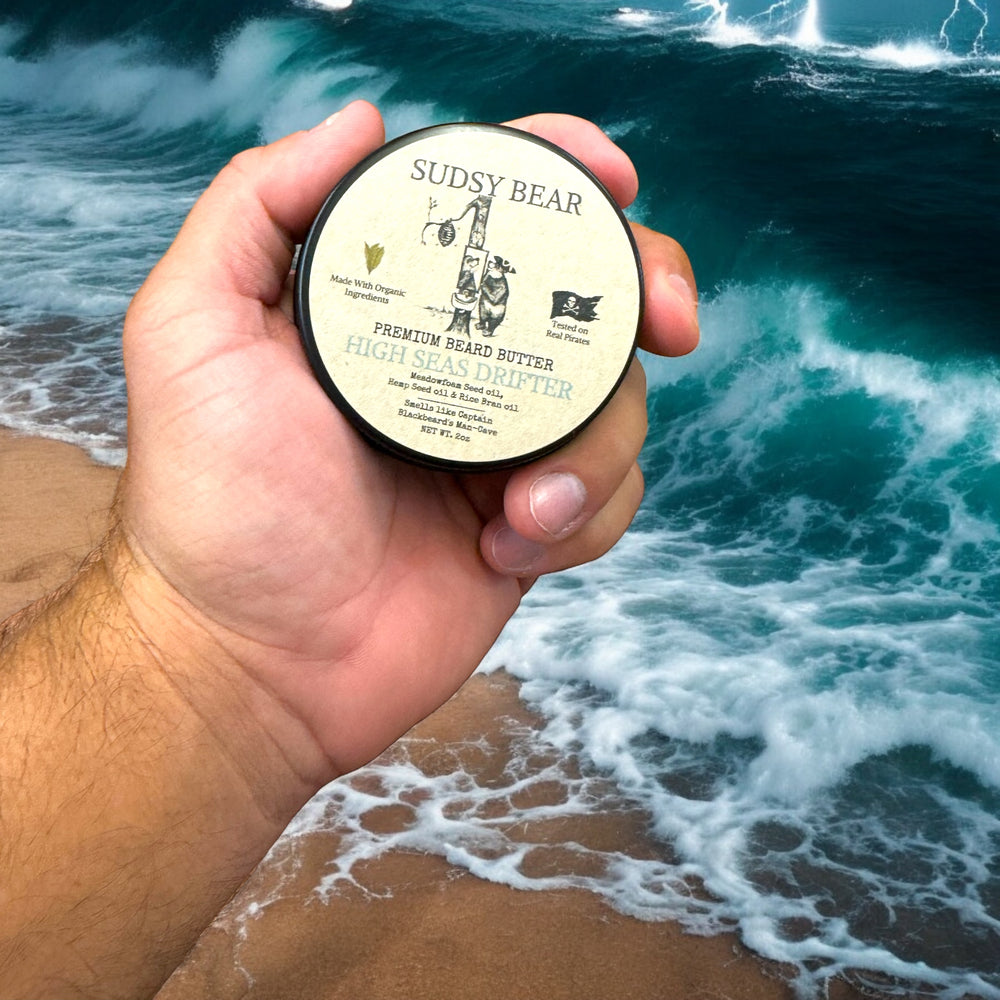 SUDSY BEAR
Made With Organic
Ingredients
Tested on
Real Pirates
PREMIUM BEARD BUTTER
HIGH SEAS DRIFTER
Meadowfoam Seed oil,
Hemp Seed oil & Rice Bran oil
Smells like Captain
Blackbeard's Man-Cave
NET WT. 2oz